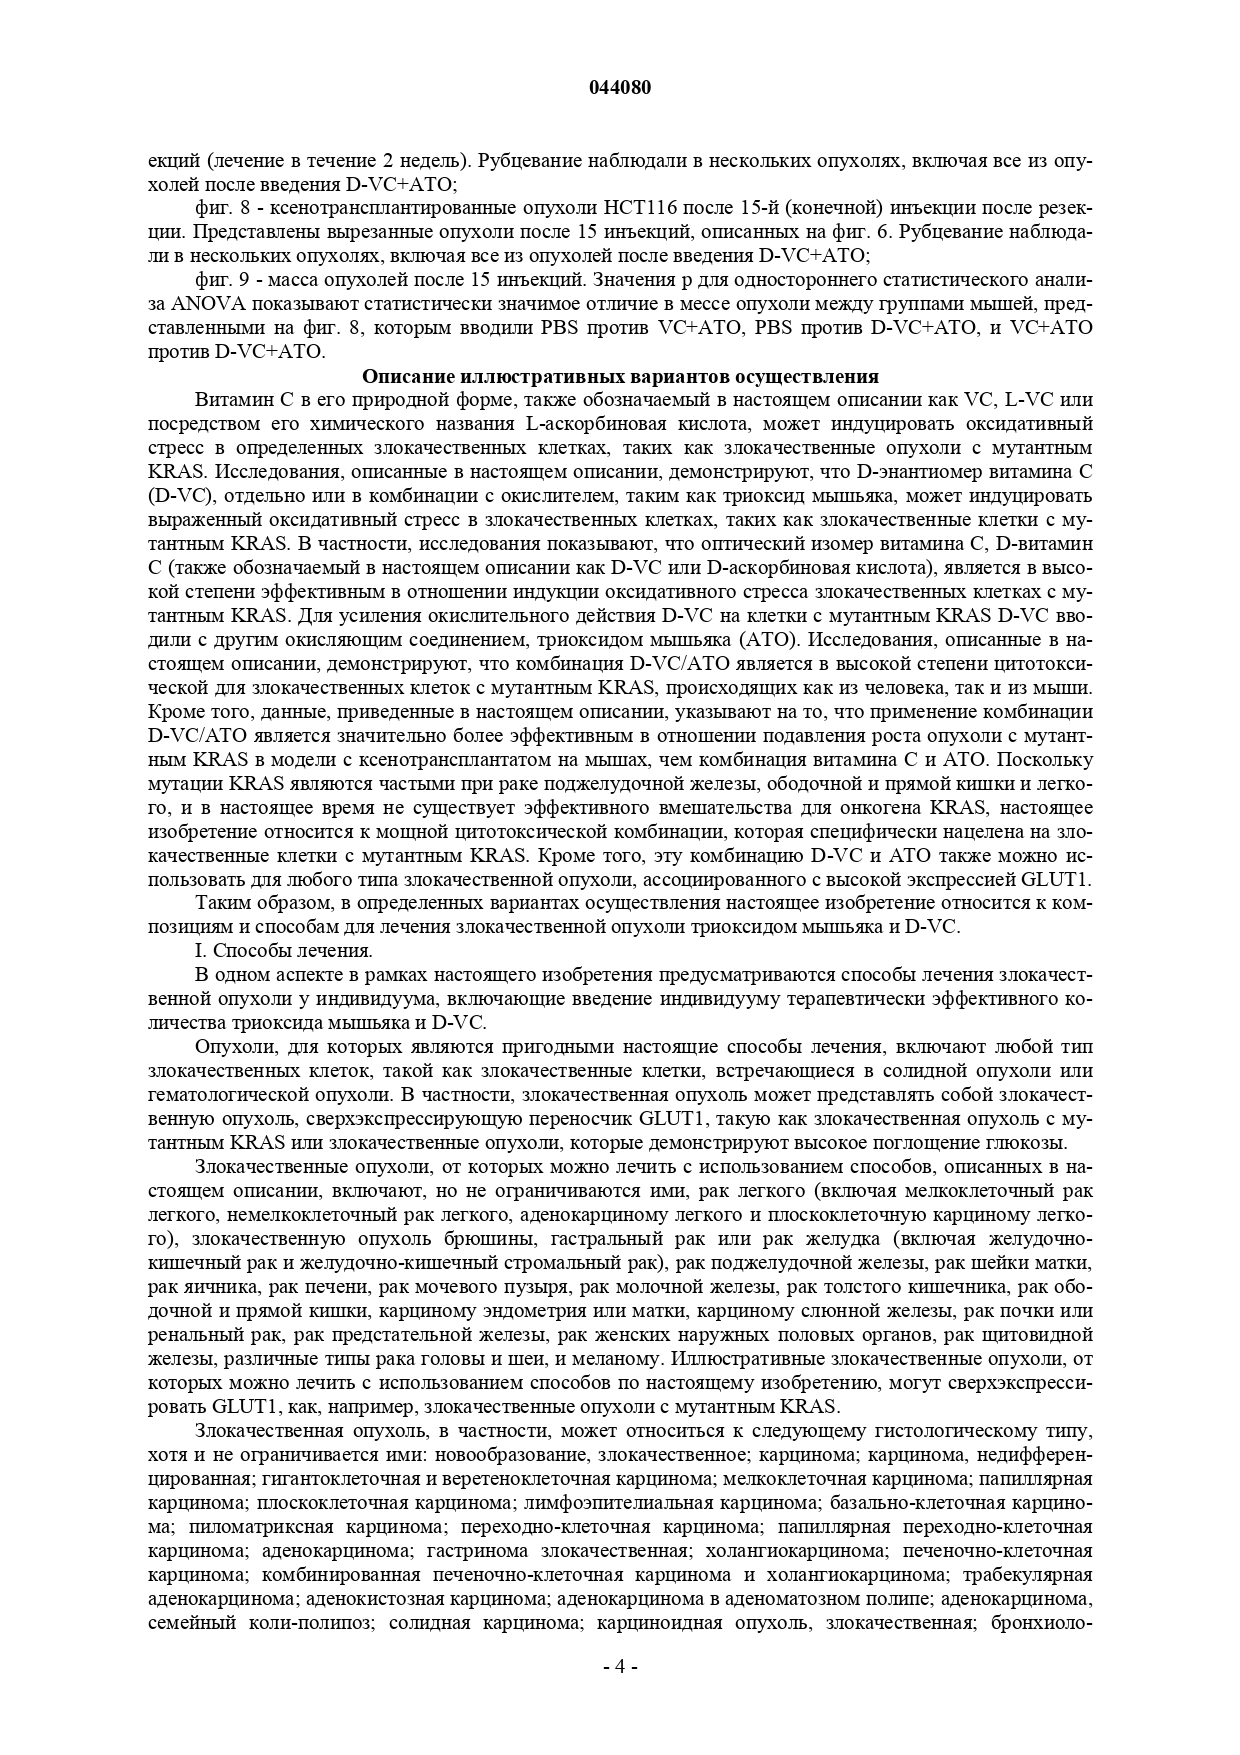 044080
екций (лечение в течение 2 недель). Рубцевание наблюдали в нескольких опухолях, включая все из опу-
холей после введения D-VC+ATO;
фиг. 8 - ксенотрансплантированные опухоли HCT116 после 15-й (конечной) инъекции после резек-
ции. Представлены вырезанные опухоли после 15 инъекций, описанных на фиг. 6. Рубцевание наблюда-
ли в нескольких опухолях, включая все из опухолей после введения D-VC+ATO;
фиг. 9 - масса опухолей после 15 инъекций. Значения p для одностороннего статистического анали-
за ANOVA показывают статистически значимое отличие в мессе опухоли между группами мышей, пред-
ставленными на фиг. 8, которым вводили PBS против VC+ATO, PBS против D-VC+ATO, и VC+ATO
против D-VC+ATO.
Описание иллюстративных вариантов осуществления
Витамин C в его природной форме, также обозначаемый в настоящем описании как VC, L-VC или
посредством его химического названия L-аскорбиновая кислота, может индуцировать оксидативный
стресс в определенных злокачественных клетках, таких как злокачественные опухоли с мутантным
KRAS. Исследования, описанные в настоящем описании, демонстрируют, что D-энантиомер витамина C
(D-VC), отдельно или в комбинации с окислителем, таким как триоксид мышьяка, может индуцировать
выраженный оксидативный стресс в злокачественных клетках, таких как злокачественные клетки с му-
тантным KRAS. В частности, исследования показывают, что оптический изомер витамина C, D-витамин
C (также обозначаемый в настоящем описании как D-VC или D-аскорбиновая кислота), является в высо-
кой степени эффективным в отношении индукции оксидативного стресса злокачественных клетках с му-
тантным KRAS. Для усиления окислительного действия D-VC на клетки с мутантным KRAS D-VC вво-
дили с другим окисляющим соединением, триоксидом мышьяка (ATO). Исследования, описанные в на-
стоящем описании, демонстрируют, что комбинация D-VC/ATO является в высокой степени цитотокси-
ческой для злокачественных клеток с мутантным KRAS, происходящих как из человека, так и из мыши.
Кроме того, данные, приведенные в настоящем описании, указывают на то, что применение комбинации
D-VC/ATO является значительно более эффективным в отношении подавления роста опухоли с мутант-
ным KRAS в модели с ксенотрансплантатом на мышах, чем комбинация витамина C и ATO. Поскольку
мутации KRAS являются частыми при раке поджелудочной железы, ободочной и прямой кишки и легко-
го, и в настоящее время не существует эффективного вмешательства для онкогена KRAS, настоящее
изобретение относится к мощной цитотоксической комбинации, которая специфически нацелена на зло-
качественные клетки с мутантным KRAS. Кроме того, эту комбинацию D-VC и ATO также можно ис-
пользовать для любого типа злокачественной опухоли, ассоциированного с высокой экспрессией GLUT1.
Таким образом, в определенных вариантах осуществления настоящее изобретение относится к ком-
позициям и способам для лечения злокачественной опухоли триоксидом мышьяка и D-VC.
I. Способы лечения.
В одном аспекте в рамках настоящего изобретения предусматриваются способы лечения злокачест-
венной опухоли у индивидуума, включающие введение индивидууму терапевтически эффективного ко-
личества триоксида мышьяка и D-VC.
Опухоли, для которых являются пригодными настоящие способы лечения, включают любой тип
злокачественных клеток, такой как злокачественные клетки, встречающиеся в солидной опухоли или
гематологической опухоли. В частности, злокачественная опухоль может представлять собой злокачест-
венную опухоль, сверхэкспрессирующую переносчик GLUT1, такую как злокачественная опухоль с му-
тантным KRAS или злокачественные опухоли, которые демонстрируют высокое поглощение глюкозы.
Злокачественные опухоли, от которых можно лечить с использованием способов, описанных в на-
стоящем описании, включают, но не ограничиваются ими, рак легкого (включая мелкоклеточный рак
легкого, немелкоклеточный рак легкого, аденокарциному легкого и плоскоклеточную карциному легко-
го), злокачественную опухоль брюшины, гастральный рак или рак желудка (включая желудочно-
кишечный рак и желудочно-кишечный стромальный рак), рак поджелудочной железы, рак шейки матки,
рак яичника, рак печени, рак мочевого пузыря, рак молочной железы, рак толстого кишечника, рак обо-
дочной и прямой кишки, карциному эндометрия или матки, карциному слюнной железы, рак почки или
ренальный рак, рак предстательной железы, рак женских наружных половых органов, рак щитовидной
железы, различные типы рака головы и шеи, и меланому. Иллюстративные злокачественные опухоли, от
которых можно лечить с использованием способов по настоящему изобретению, могут сверхэкспресси-
ровать GLUT1, как, например, злокачественные опухоли с мутантным KRAS.
Злокачественная опухоль, в частности, может относиться к следующему гистологическому типу,
хотя и не ограничивается ими: новообразование, злокачественное; карцинома; карцинома, недифферен-
цированная; гигантоклеточная и веретеноклеточная карцинома; мелкоклеточная карцинома; папиллярная
карцинома; плоскоклеточная карцинома; лимфоэпителиальная карцинома; базально-клеточная карцино-
ма; пиломатриксная карцинома; переходно-клеточная карцинома; папиллярная переходно-клеточная
карцинома; аденокарцинома; гастринома злокачественная; холангиокарцинома; печеночно-клеточная
карцинома; комбинированная печеночно-клеточная карцинома и холангиокарцинома; трабекулярная
аденокарцинома; аденокистозная карцинома; аденокарцинома в аденоматозном полипе; аденокарцинома,
семейный коли-полипоз; солидная карцинома; карциноидная опухоль, злокачественная; бронхиоло-
- 4 -